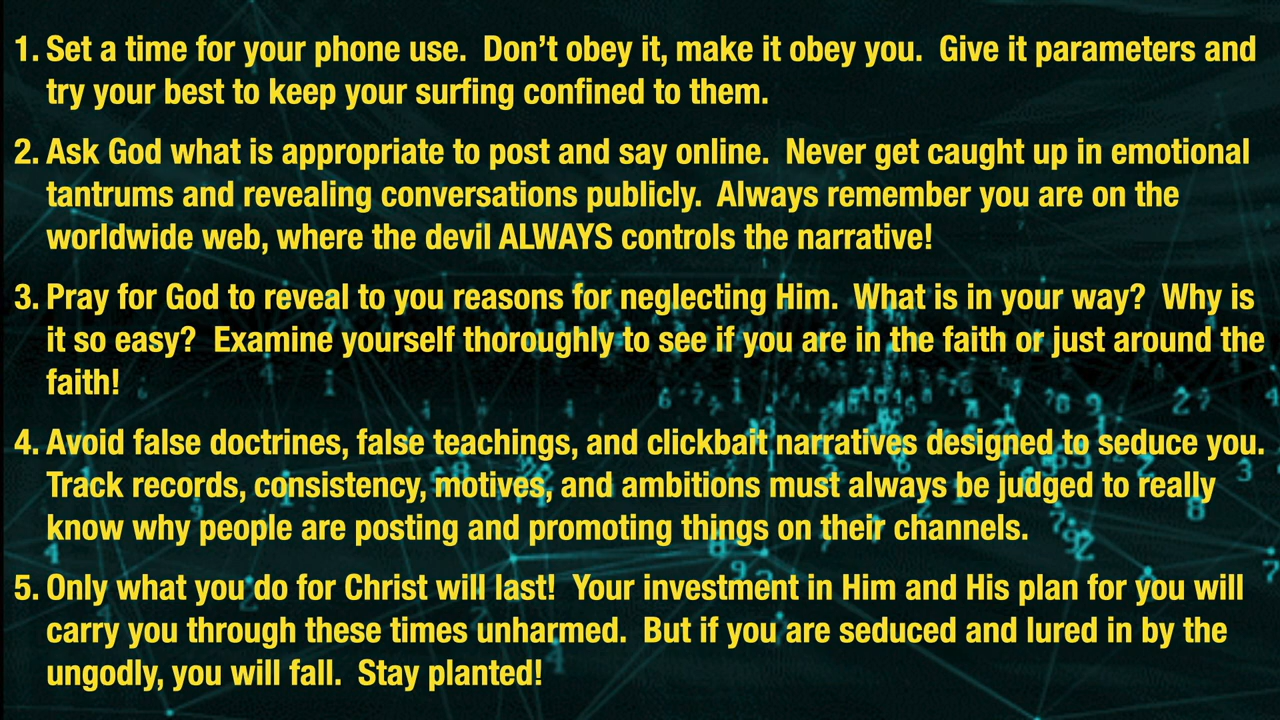 1. Set a time for your phone use.  Don’t obey it, make it obey you.  Give it parameters and
try your best to keep your surfing confined to them.
2. Ask God what is appropriate to post and say online.  Never get caught up in emotional
tantrums and revealing conversations publicly.  Always remember you are on the
worldwide web, where the devil ALWAYS controls the narrative!
3. Pray for God to reveal to you reasons for neglecting Him.  What is in your way?  Why is
it so easy?  Examine yourself thoroughly to see if you are in the faith or just around the
faith!
4. Avoid false doctrines, false teachings, and clickbait narratives designed to seduce you.
Track records, consistency, motives, and ambitions must always be judged to really
know why people are posting and promoting things on their channels.
5. Only what you do for Christ will last!  Your investment in Him and His plan for you will
carry you through these times unharmed.  But if you are seduced and lured in by the
ungodly, you will fall.  Stay planted!